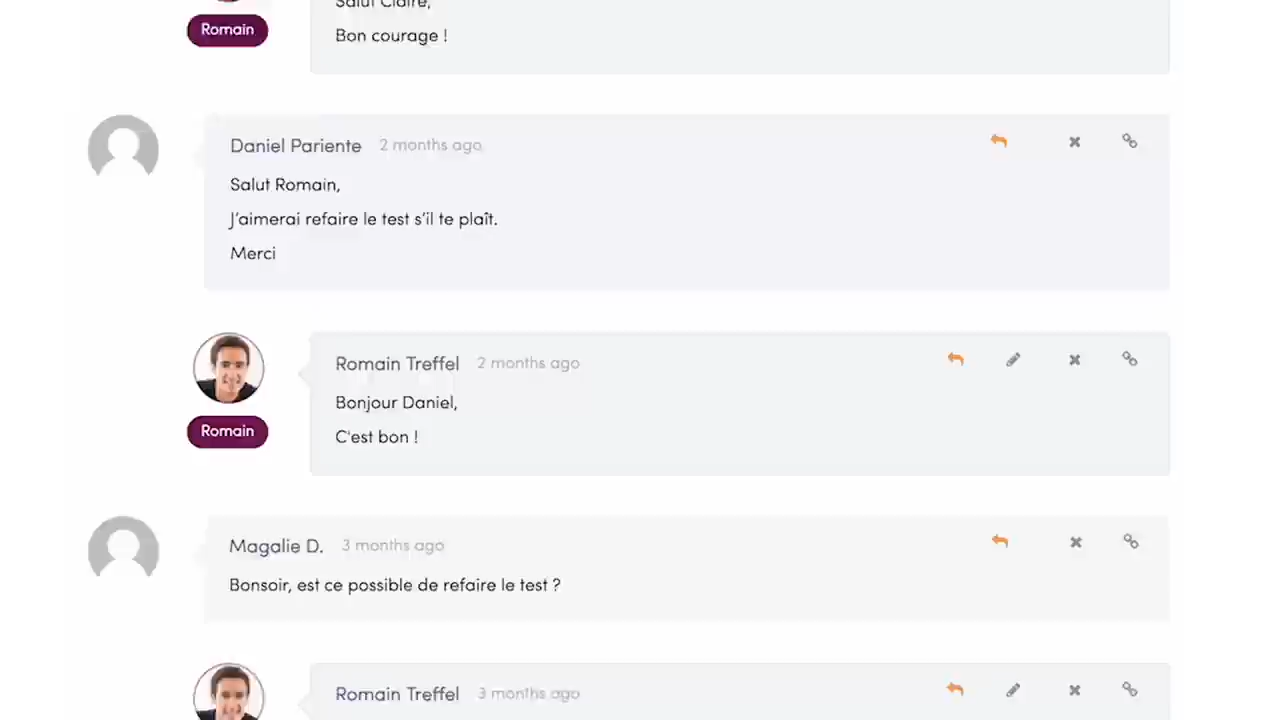 Salut Claire,
Romain
Bon courage !
Daniel Pariente 2 months ago
Salut Romain,
J'aimerai refaire le test s'il te plaît.
Merci
Romain Treffel 2 months ago
Bonjour Daniel,
Romain
C'est bon !
Magalie D. 3 months ago
Bonsoir, est ce possible de refaire le test ?
Romain Treffel 3 months ago